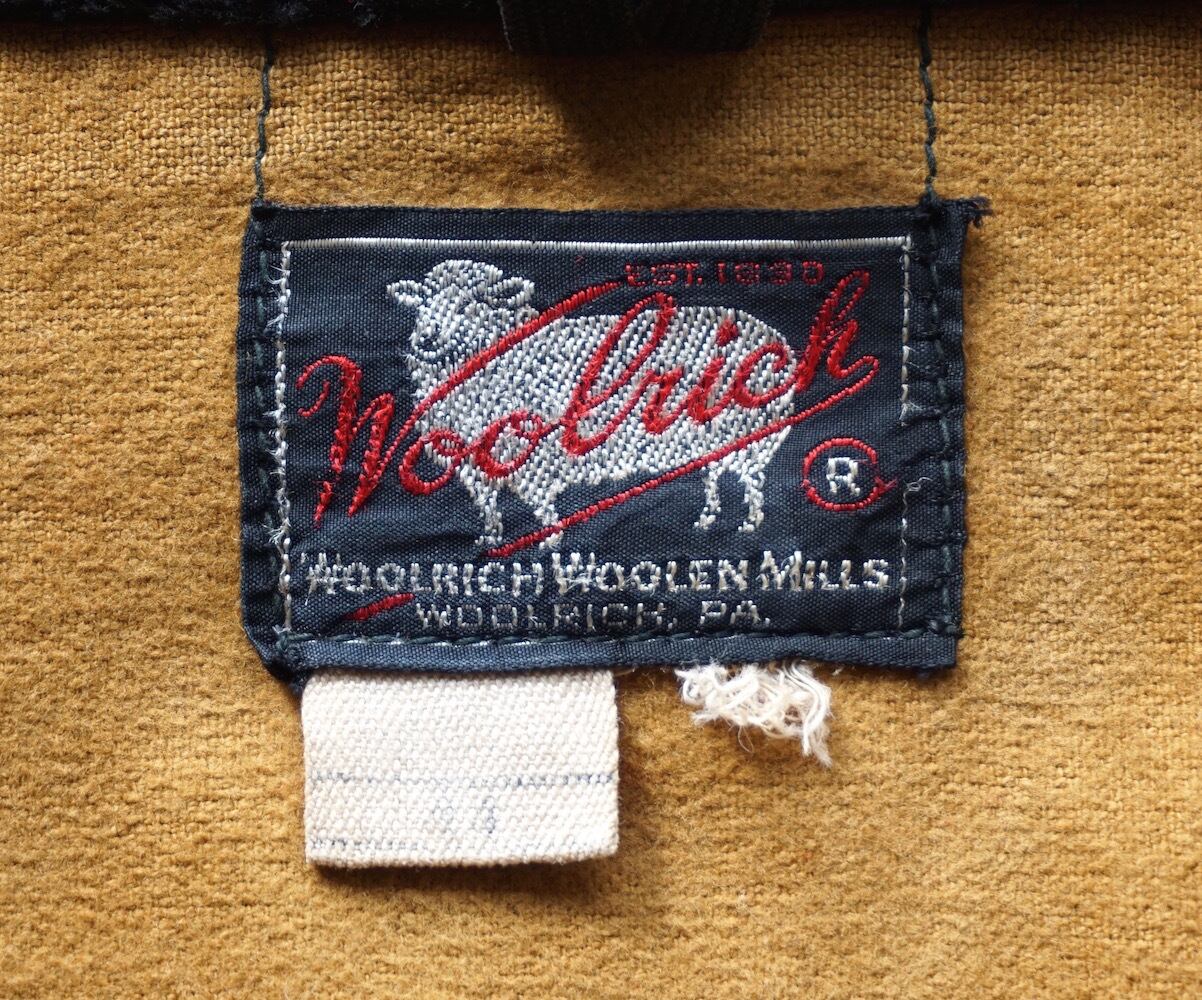 EST. 1830
Woolrich
R
WOOLRICH WOOLEN MILLS
WOOLRICH, PA.